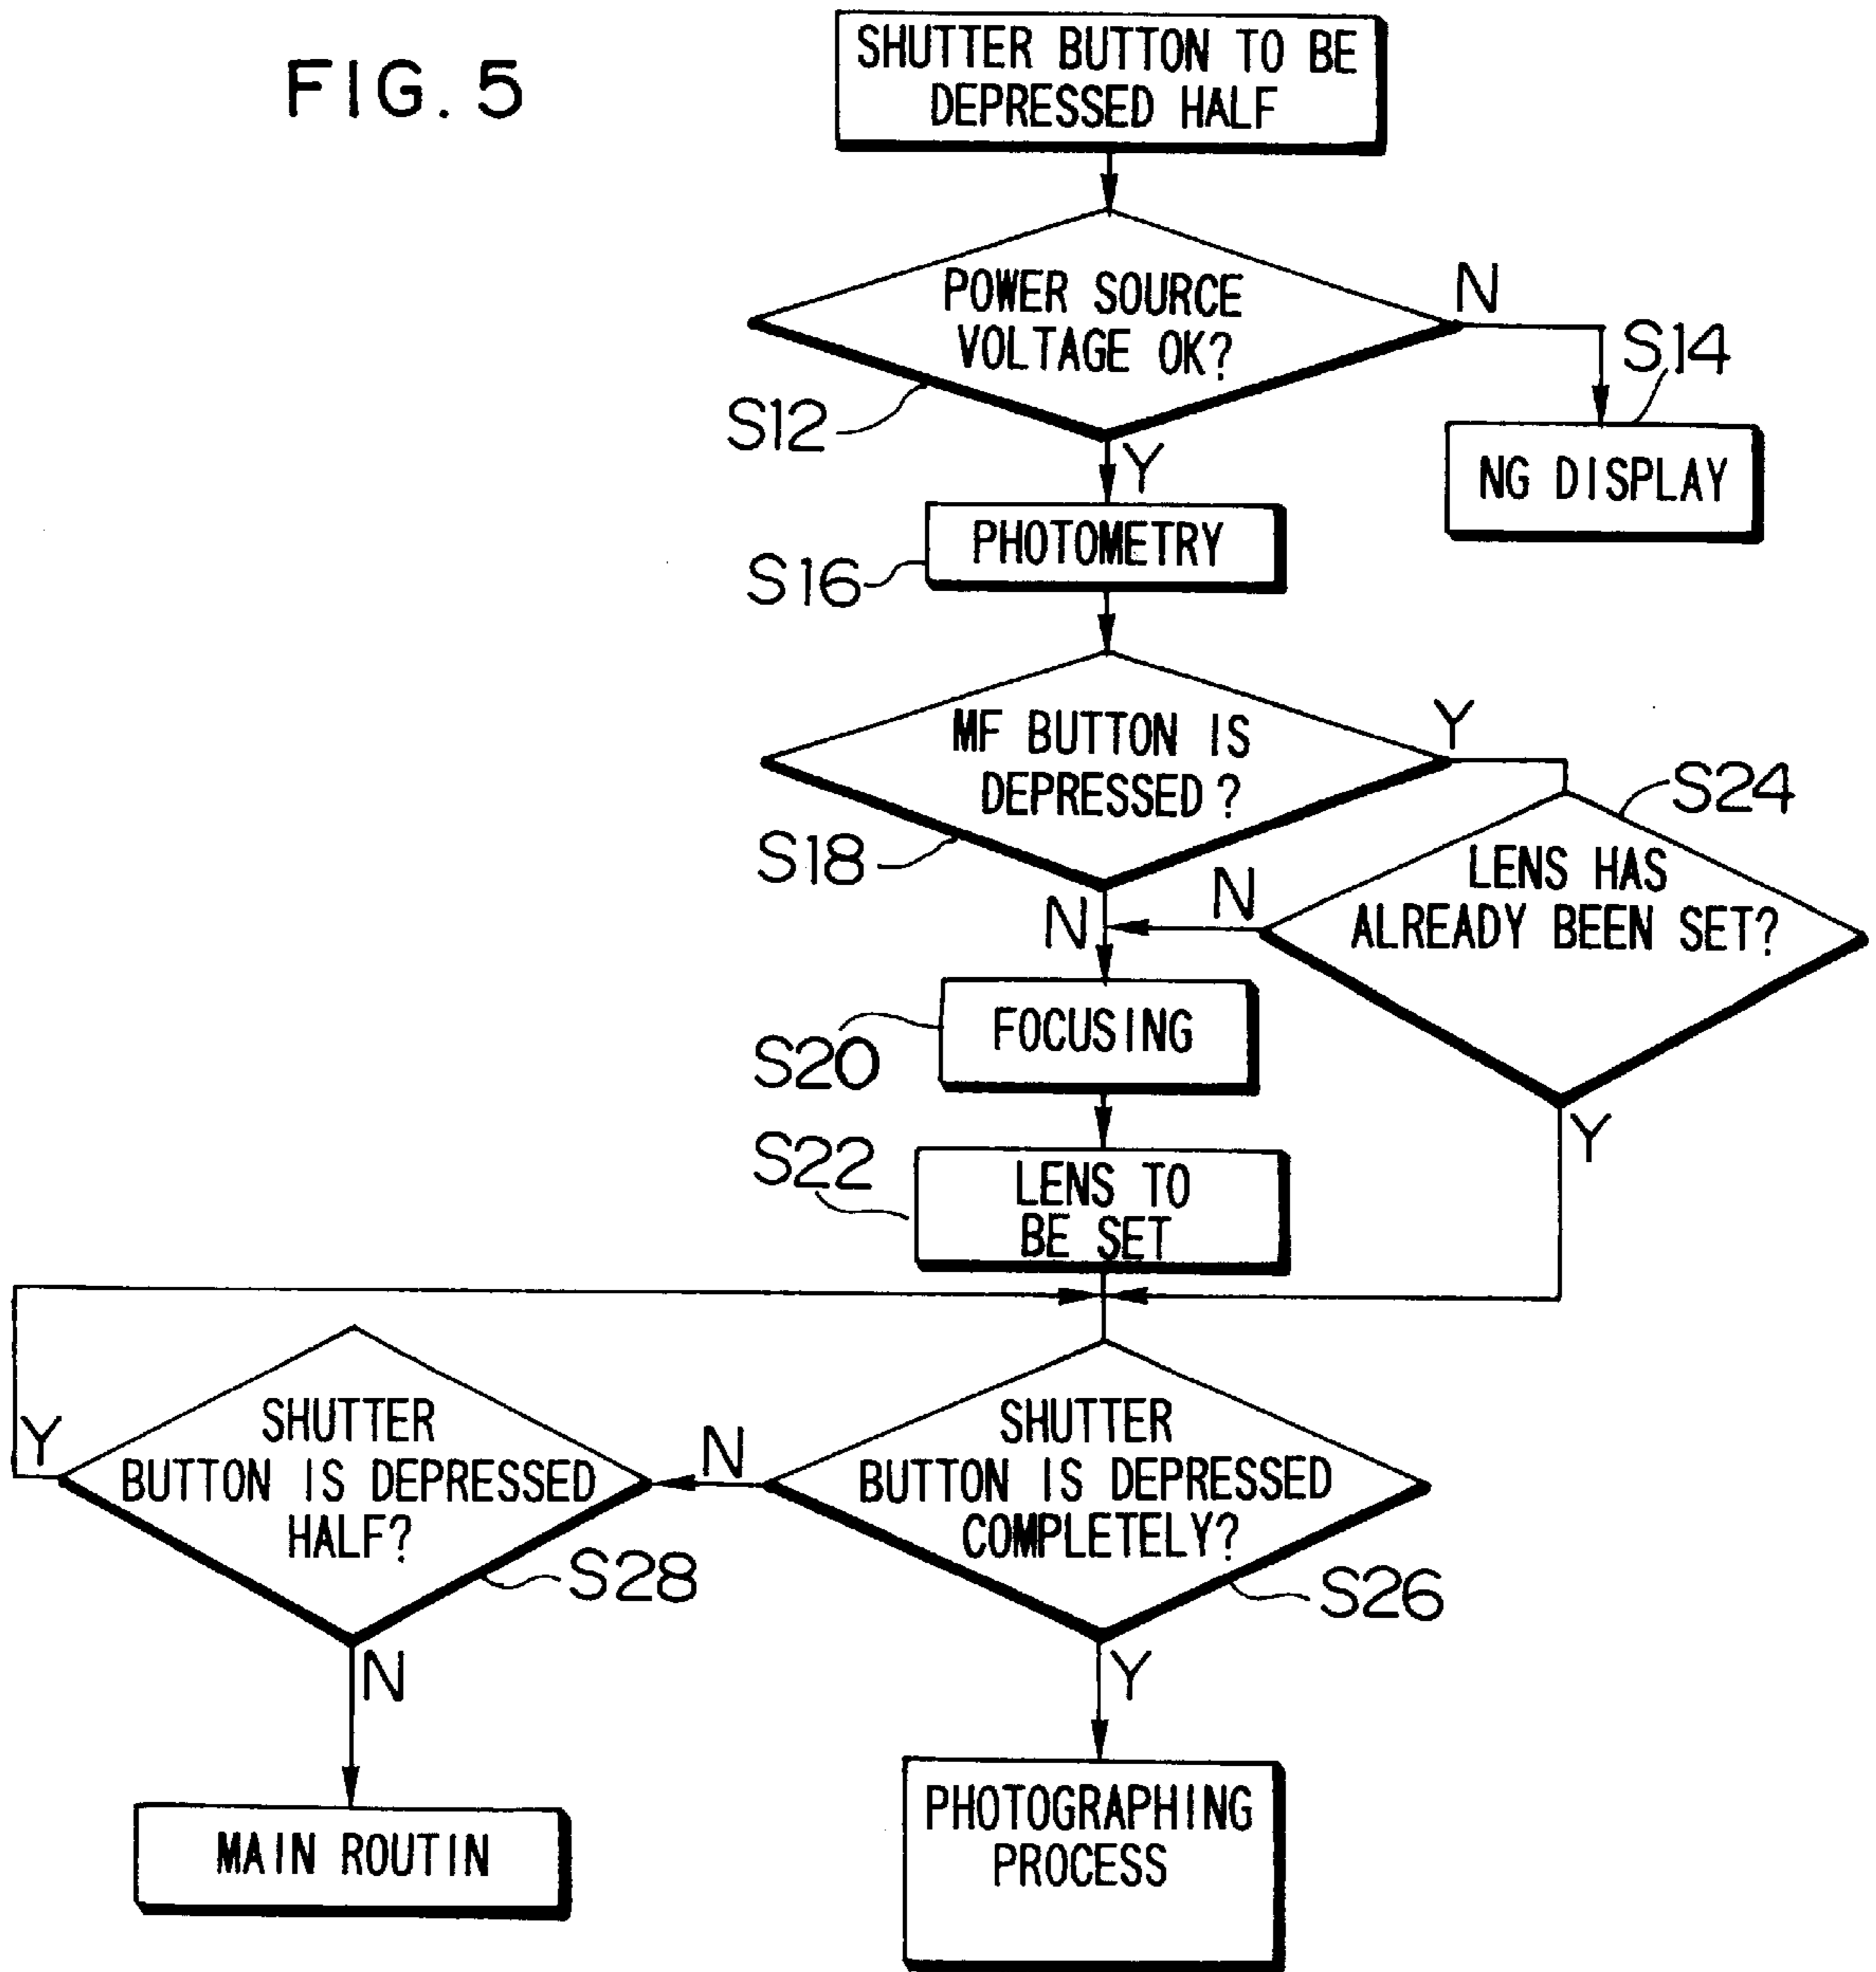 FIG. 5
SHUTTER BUTTON TO BE
DEPRESSED HALF
POWER SOURCE
VOLTAGE OK?
N
S12
S14
Y
NG DISPLAY
PHOTOMETRY
S16
MF BUTTON IS
DEPRESSED?
Y
S18
S24
N
N
LENS HAS
ALREADY BEEN SET?
FOCUSING
S20
Y
S22
LENS TO
BE SET
SHUTTER
BUTTON IS DEPRESSED
HALF?
Y
N
SHUTTER
BUTTON IS DEPRESSED
COMPLETELY?
S28
S26
N
Y
MAIN ROUTIN
PHOTOGRAPHING
PROCESS